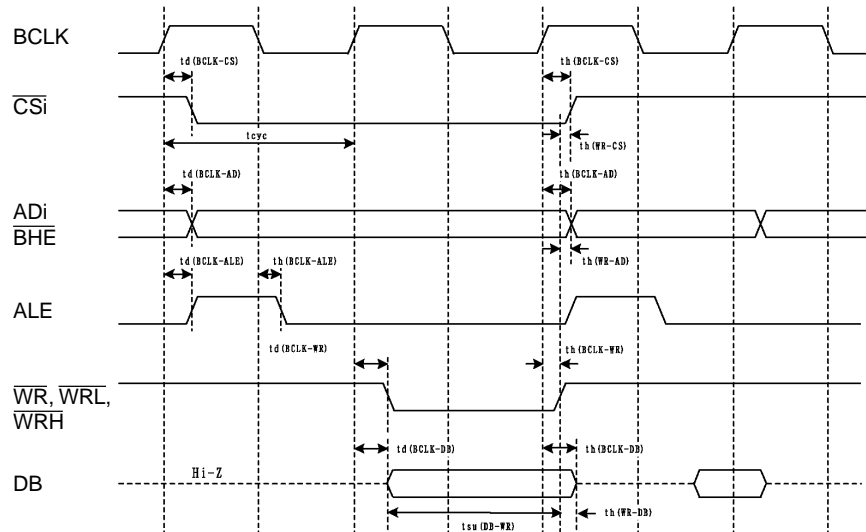 BCLK
td(BCLK-CS)
th(BCLK-CS)
CSi
tcyc
th(WR-CS)
td(BCLK-AD)
th(BCLK-AD)
ADi
BHE
th(WR-AD)
td(BCLK-ALE)
th(BCLK-ALE)
ALE
td(BCLK-WR)
th(BCLK-WR)
WR, WRL,
WRH
td(BCLK-DB)
th(BCLK-DB)
Hi-Z
DB
tsu(DB-WR)
th(WR-DB)